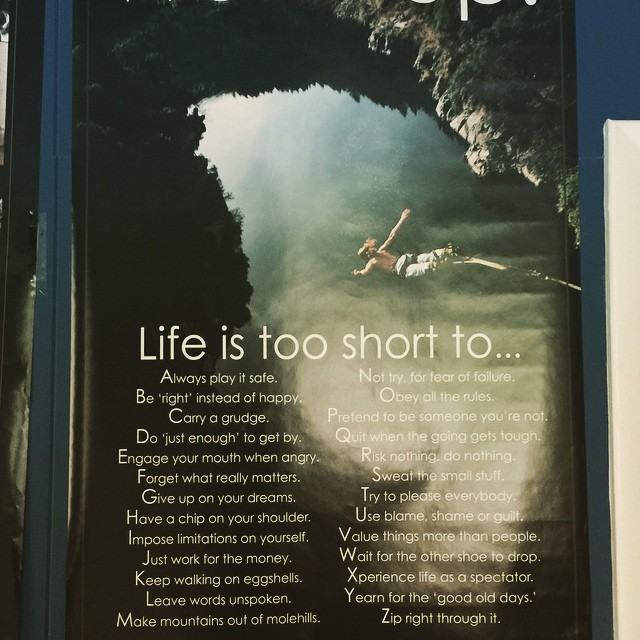 Life is too short to...
Always play it safe.
Be 'right' instead of happy.
Carry a grudge.
Do 'just enough' to get by.
Engage your mouth when angry.
Forget what really matters.
Give up on your dreams.
Have a chip on your shoulder.
Impose limitations on yourself.
Just work for the money.
Keep walking on eggshells.
Leave words unspoken.
Make mountains out of molehills.
Not try, for fear of failure.
Obey all the rules.
Pretend to be someone you're not.
Quit when the going gets tough.
Risk nothing, do nothing.
Sweat the small stuff.
Try to please everybody.
Use blame, shame or guilt.
Value things more than people.
Wait for the other shoe to drop.
Xperience life as a spectator.
Yearn for the 'good old days.'
Zip right through it.